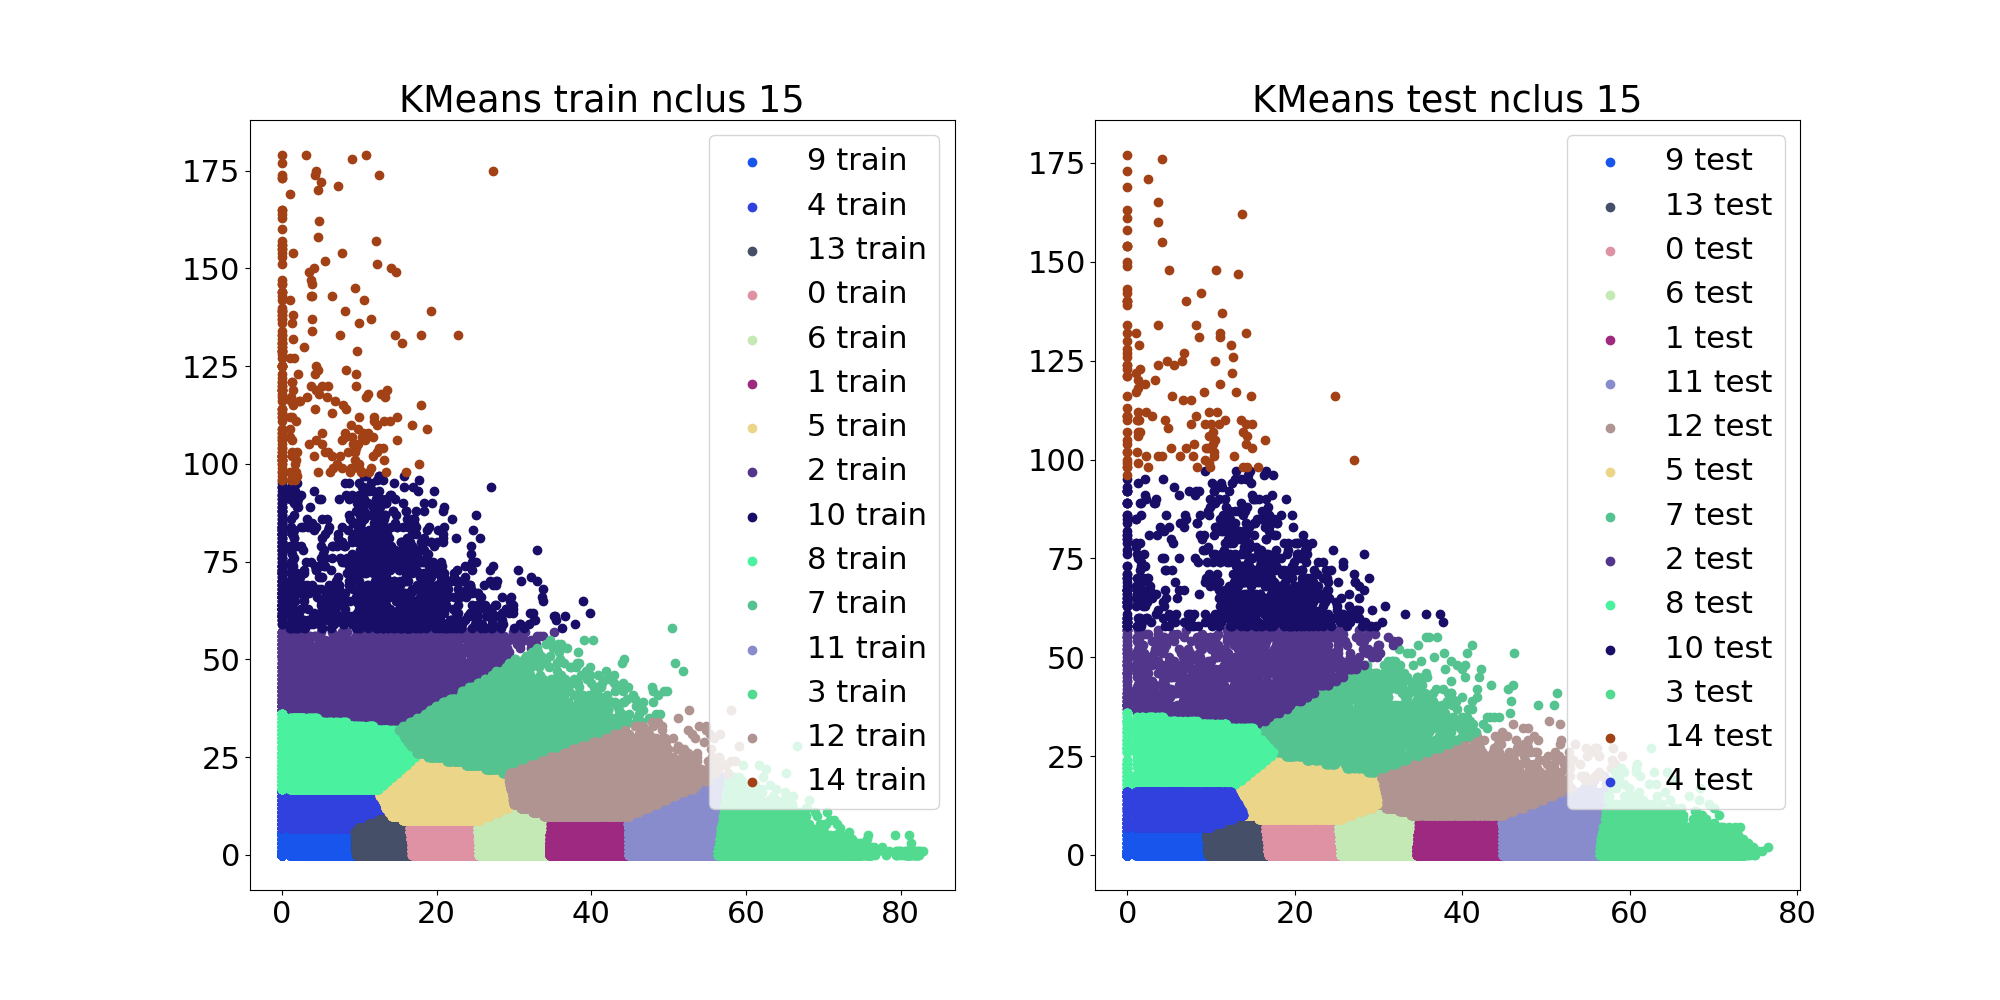 KMeans train nclus 15
175
150
125
100
75
50
25
0
0 20 40 60 80
9 train
4 train
13 train
0 train
6 train
1 train
5 train
2 train
10 train
8 train
7 train
11 train
3 train
12 train
14 train
KMeans test nclus 15
175
150
125
100
75
50
25
0
0 20 40 60 80
9 test
13 test
0 test
6 test
1 test
11 test
12 test
5 test
7 test
2 test
8 test
10 test
3 test
14 test
4 test